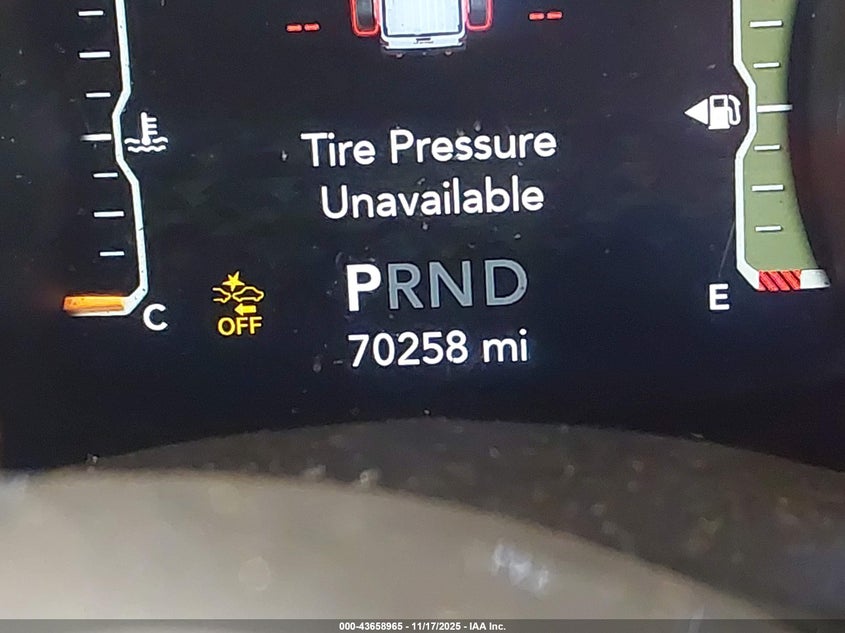 -- --
Tire Pressure
Unavailable
PRND
OFF
C
E
70258 mi
000-43658965 - 11/17/2025 - IAA Inc.